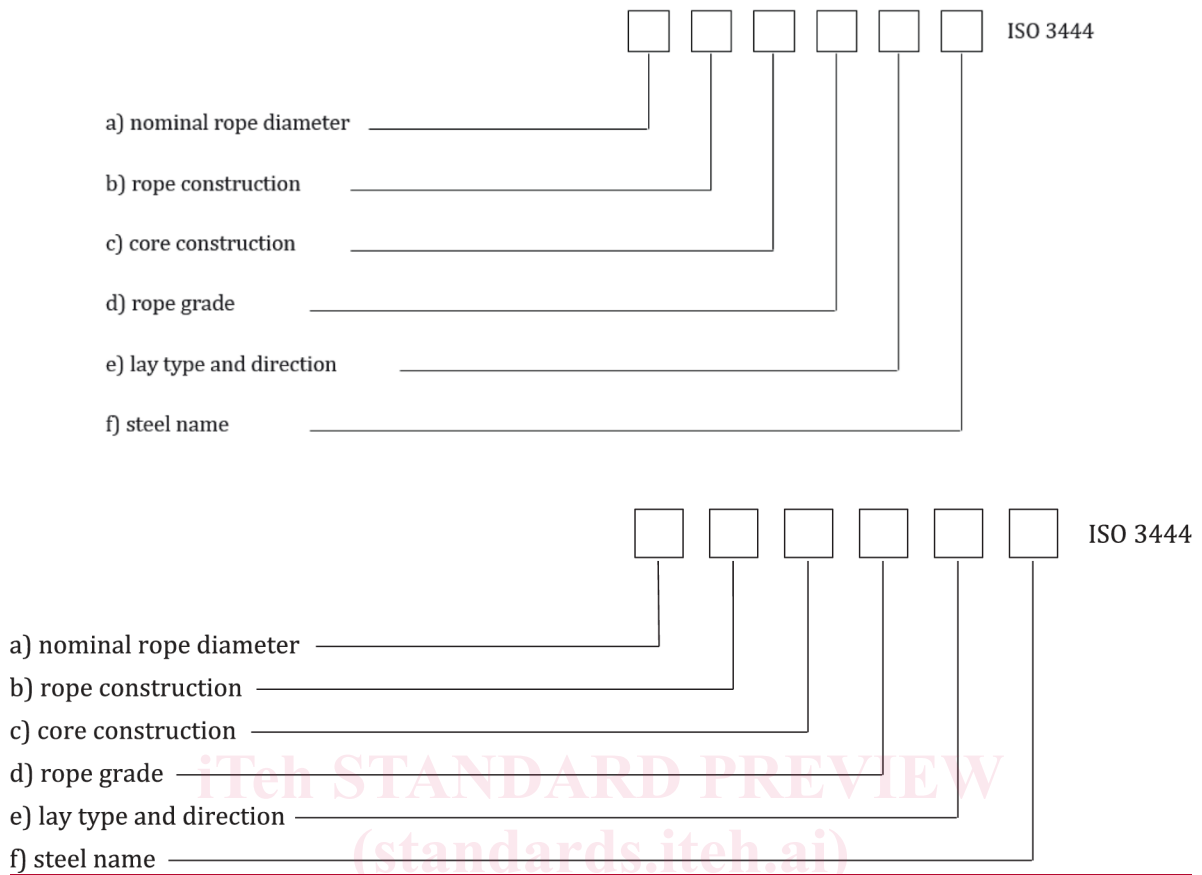 ISO 3444
a) nominal rope diameter
b) rope construction
c) core construction
d) rope grade
e) lay type and direction
f) steel name
ISO 3444
a) nominal rope diameter
b) rope construction
c) core construction
iTeh STANDARD PREVIEW
d) rope grade
e) lay type and direction
(standards.iteh.ai)
f) steel name